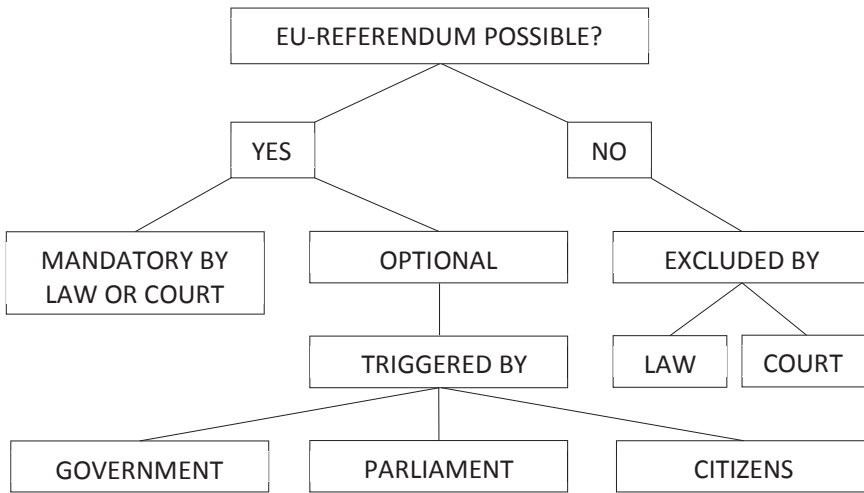 EU-REFERENDUM POSSIBLE?
YES
NO
MANDATORY BY
LAW OR COURT
OPTIONAL
EXCLUDED BY
TRIGGERED BY
LAW
COURT
GOVERNMENT
PARLIAMENT
CITIZENS